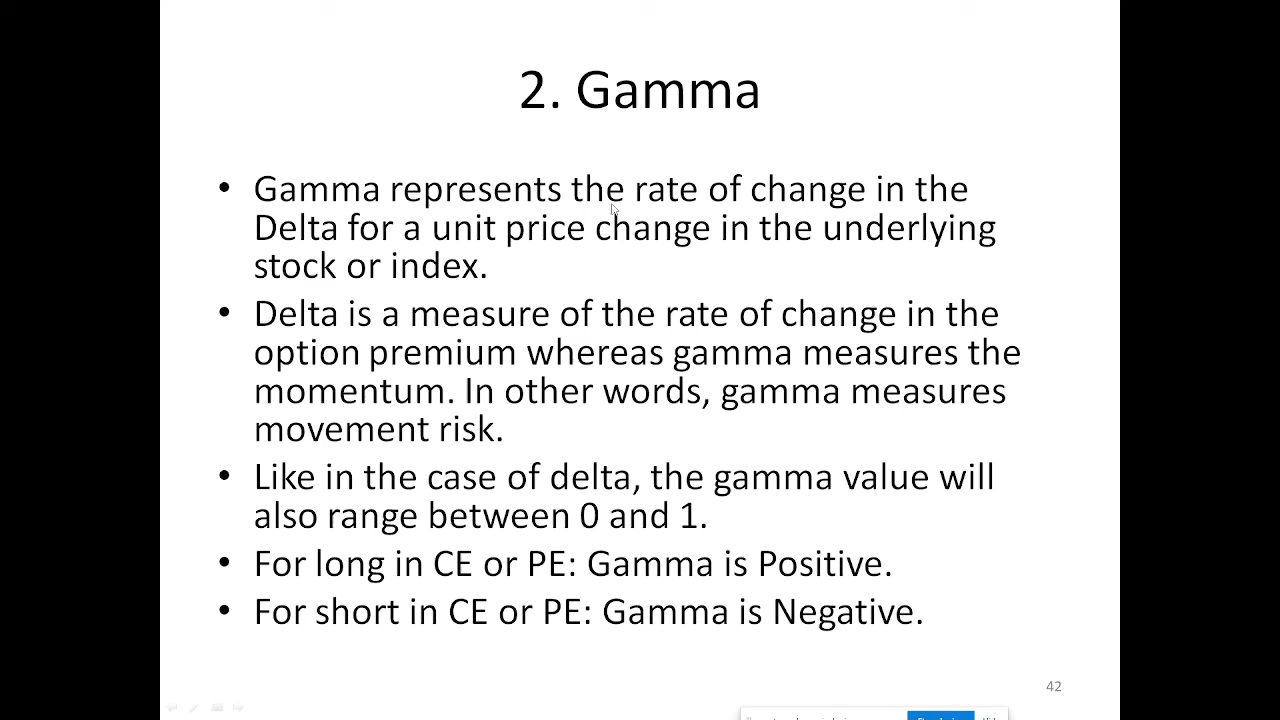 2. Gamma
• Gamma represents the rate of change in the
Delta for a unit price change in the underlying
stock or index.
• Delta is a measure of the rate of change in the
option premium whereas gamma measures the
momentum. In other words, gamma measures
movement risk.
• Like in the case of delta, the gamma value will
also range between 0 and 1.
• For long in CE or PE: Gamma is Positive.
• For short in CE or PE: Gamma is Negative.
42